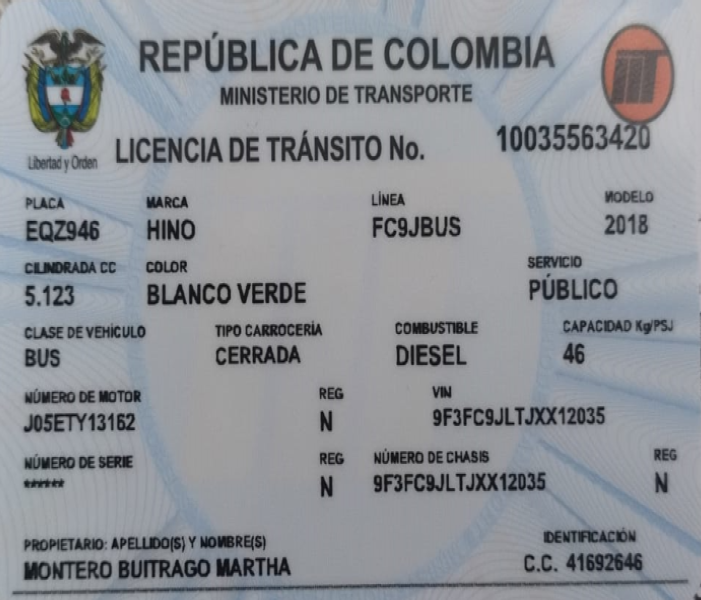 REPÚBLICA DE COLOMBIA
MINISTERIO DE TRANSPORTE
Libertad y Orden
LICENCIA DE TRÁNSITO No. 10035563420
PLACA MARCA LÍNEA MODELO
EQZ946 HINO FC9JBUS 2018
CILINDRADA CC COLOR SERVICIO
5.123 BLANCO VERDE PÚBLICO
CLASE DE VEHÍCULO TIPO CARROCERÍA COMBUSTIBLE CAPACIDAD Kg/PSJ
BUS CERRADA DIESEL 46
NÚMERO DE MOTOR REG VIN
J05ETY13162 N 9F3FC9JLTJXX12035
NÚMERO DE SERIE REG NÚMERO DE CHASIS REG
****** N 9F3FC9JLTJXX12035 N
PROPIETARIO: APELLIDO(S) Y NOMBRE(S) IDENTIFICACIÓN
MONTERO BUITRAGO MARTHA C.C. 41692646